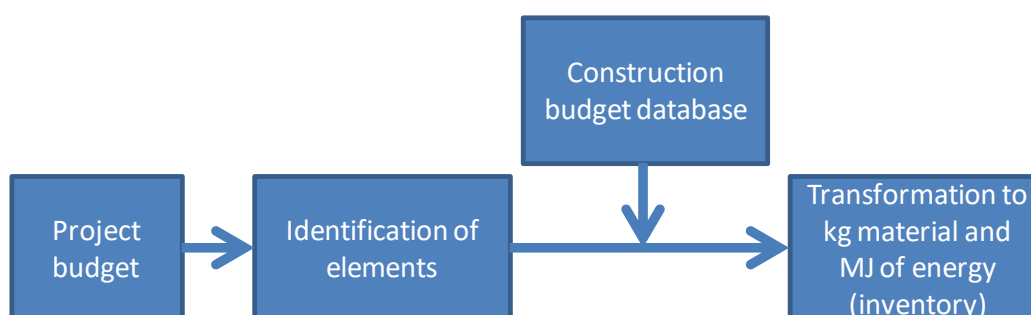 Construction
budget database
Project
budget
Identification of
elements
Transformation to
kg material and
MJ of energy
(inventory)